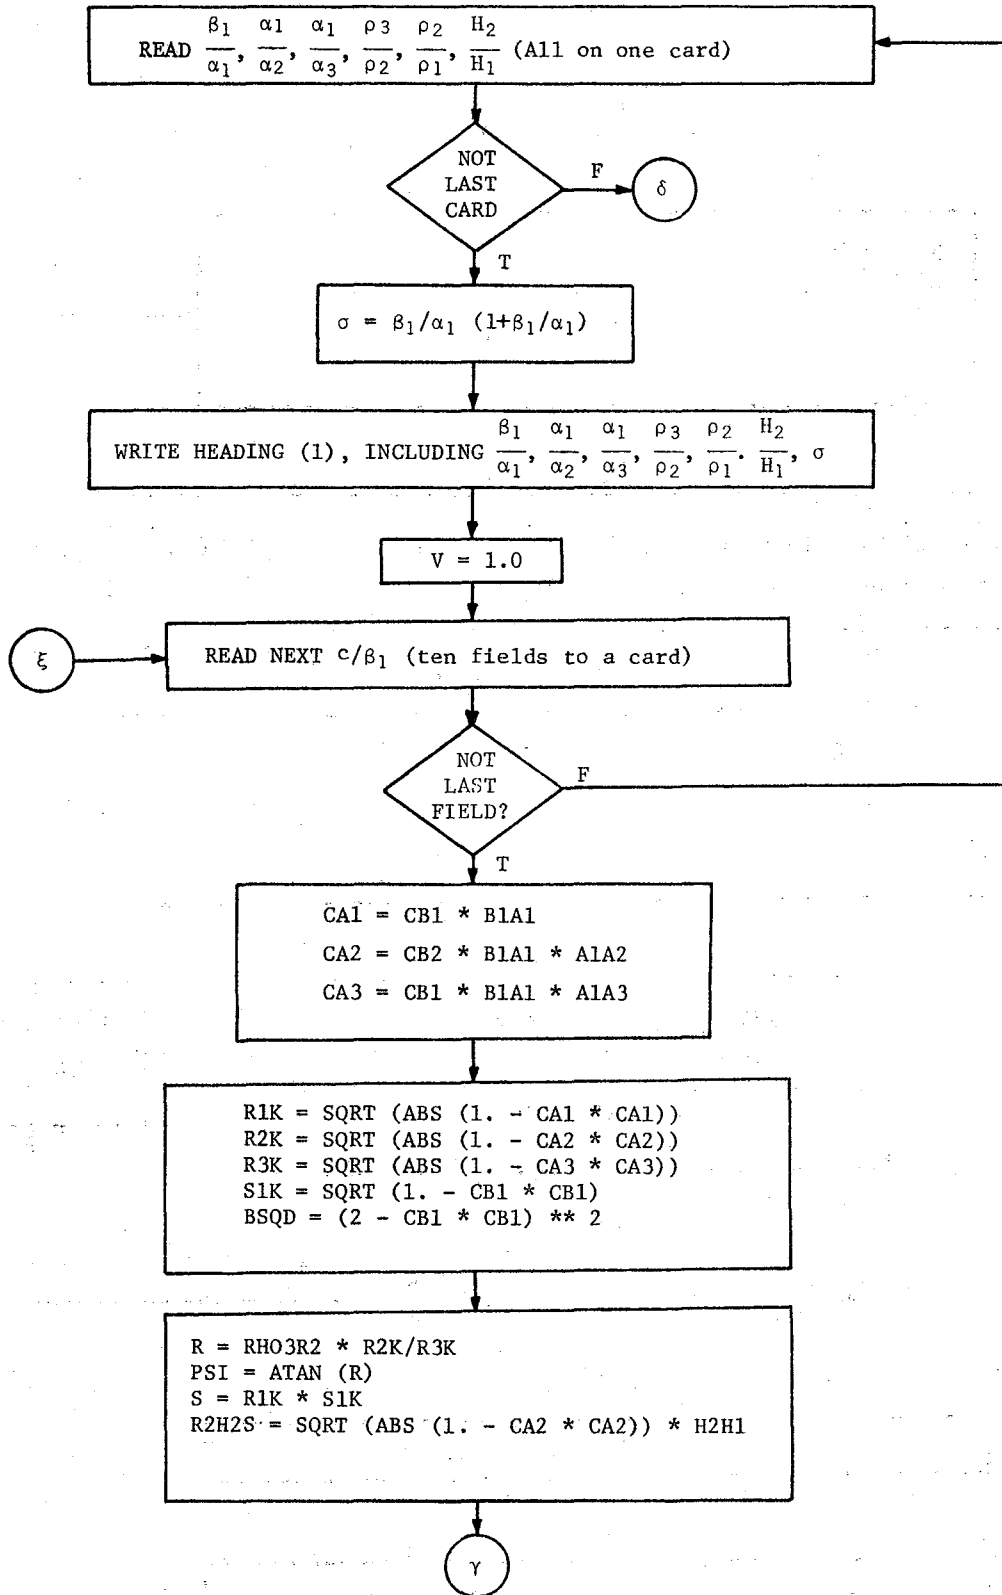 READ β₁/α₁, α1/α2, α₁/α₃, ρ3/ρ₂, ρ₂/ρ₁, H₂/H₁ (All on one card)
NOT
LAST
CARD
F
δ
T
σ = β₁/α₁ (1+β₁/α₁)
WRITE HEADING (1), INCLUDING β₁/α₁, α₁/α₂, α₁/α₃, ρ₃/ρ₂, ρ₂/ρ₁. H₂/H₁, σ
V = 1.0
ξ
READ NEXT c/β₁ (ten fields to a card)
NOT
LAST
FIELD?
F
T
CA1 = CB1 * B1A1
CA2 = CB2 * B1A1 * A1A2
CA3 = CB1 * B1A1 * A1A3
R1K = SQRT (ABS (1. - CA1 * CA1))
R2K = SQRT (ABS (1. - CA2 * CA2))
R3K = SQRT (ABS (1. - CA3 * CA3))
S1K = SQRT (1. - CB1 * CB1)
BSQD = (2 - CB1 * CB1) ** 2
R = RHO3R2 * R2K/R3K
PSI = ATAN (R)
S = R1K * S1K
R2H2S = SQRT (ABS (1. - CA2 * CA2)) * H2H1
γ